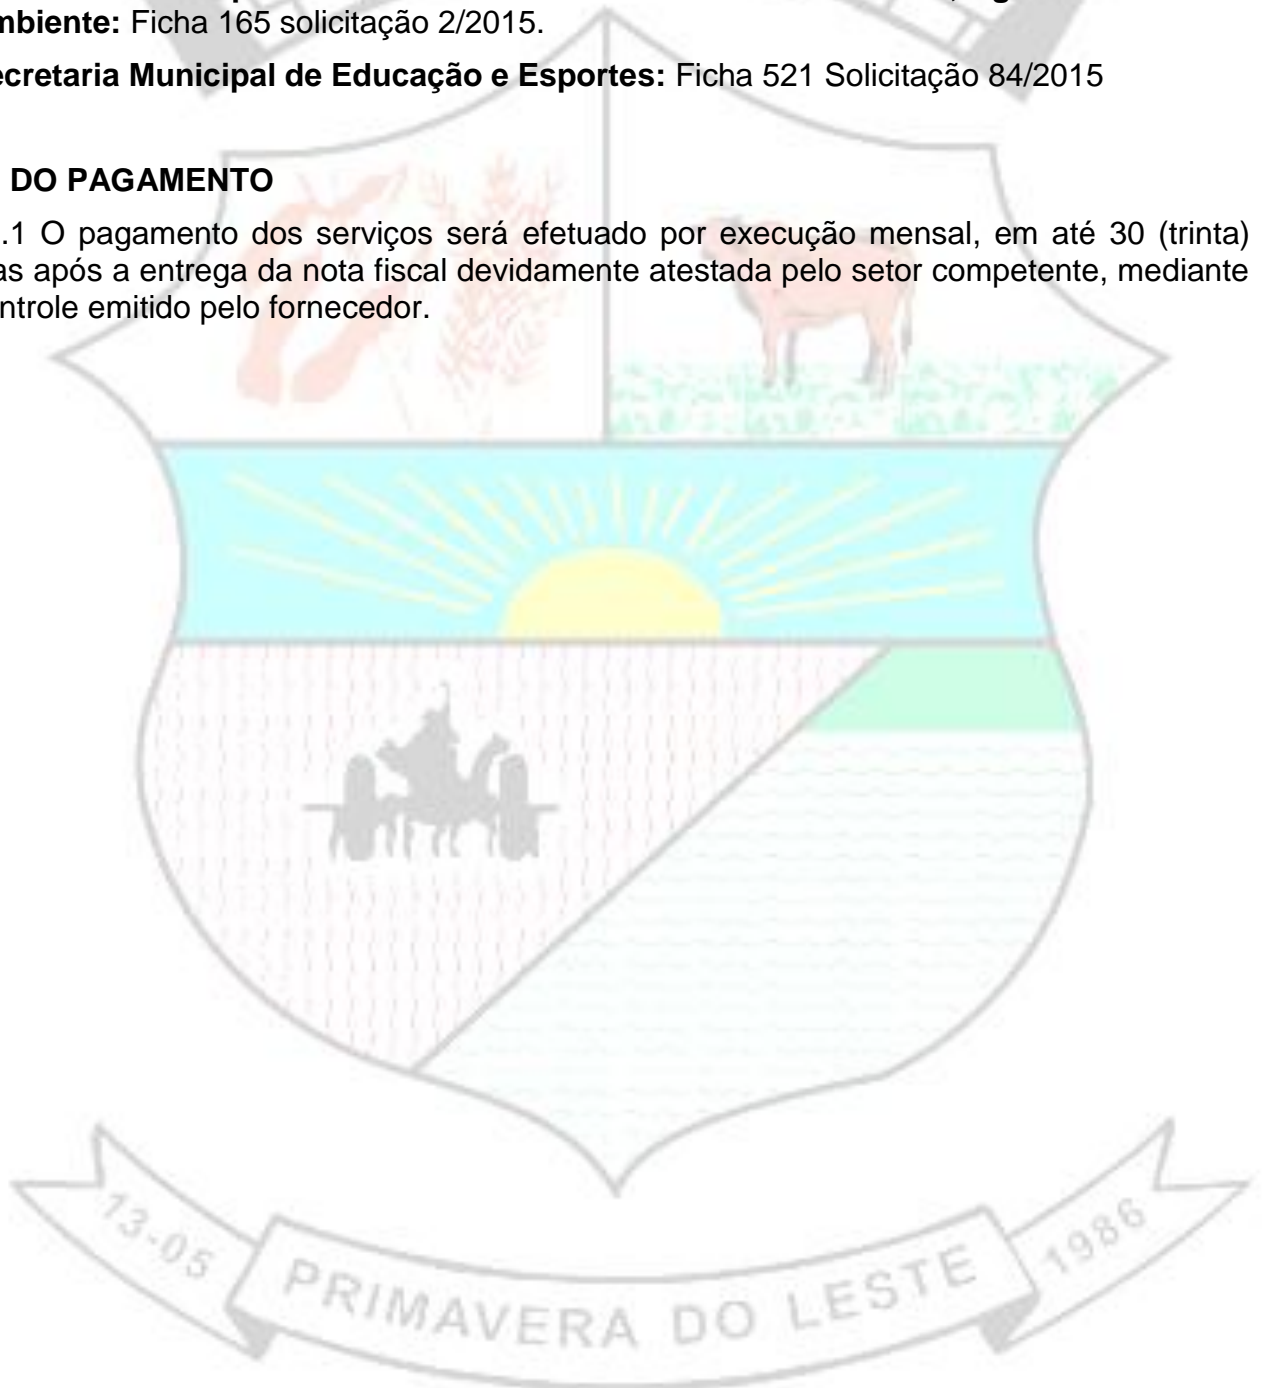 mbiente: Ficha 165 solicitação 2/2015.
ecretaria Municipal de Educação e Esportes: Ficha 521 Solicitação 84/2015
DO PAGAMENTO
.1 O pagamento dos serviços será efetuado por execução mensal, em até 30 (trinta)
as após a entrega da nota fiscal devidamente atestada pelo setor competente, mediante
ntrole emitido pelo fornecedor.
13-05
PRIMAVERA DO LESTE
1986